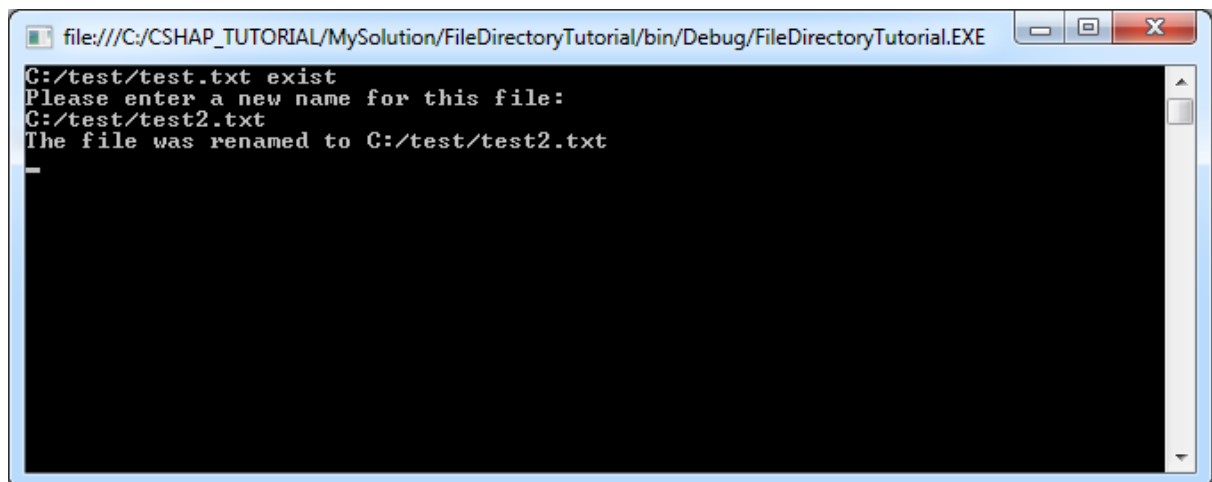 file:///C:/CSHAP_TUTORIAL/MySolution/FileDirectoryTutorial/bin/Debug/FileDirectoryTutorial.EXE
C:/test/test.txt exist
Please enter a new name for this file:
C:/test/test2.txt
The file was renamed to C:/test/test2.txt